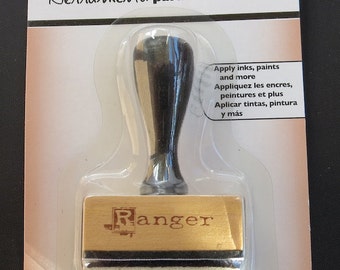 Apply inks, paints
and more
Appliquez les encres,
peintures et plus
Aplicar tintas, pintura
y más
Ranger